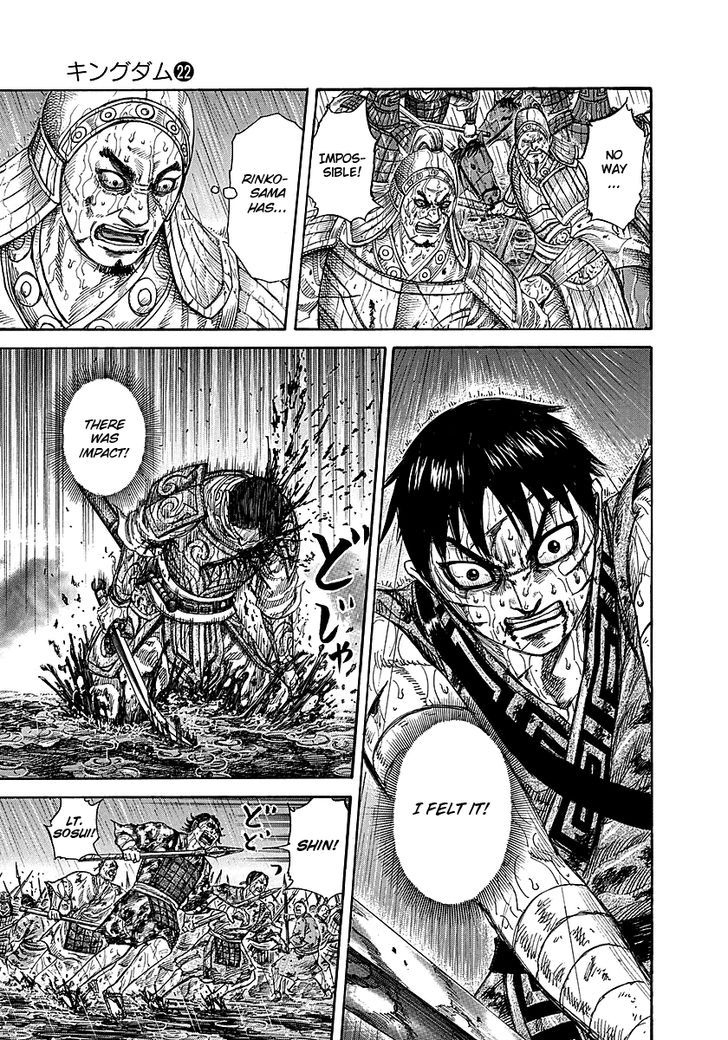 キングダム㉒
NO
WAY
...
IMPOS-
SIBLE!
RINKO-
SAMA
HAS...
I FELT IT!
THERE
WAS
IMPACT!
どじゃ
SHIN!
どど
LT.
SOSUI!